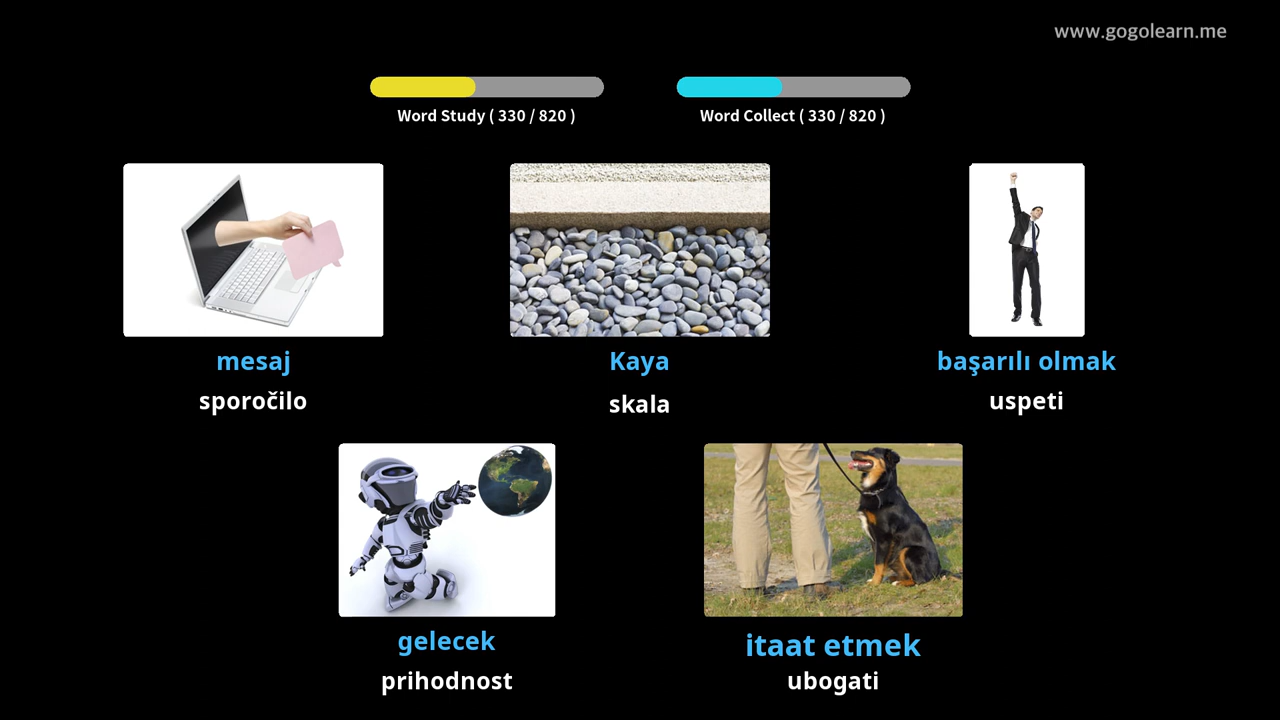 www.gogolearn.me
Word Study ( 330 / 820 )
Word Collect ( 330 / 820 )
mesaj
sporočilo
Kaya
skala
başarılı olmak
uspeti
gelecek
prihodnost
itaat etmek
ubogati